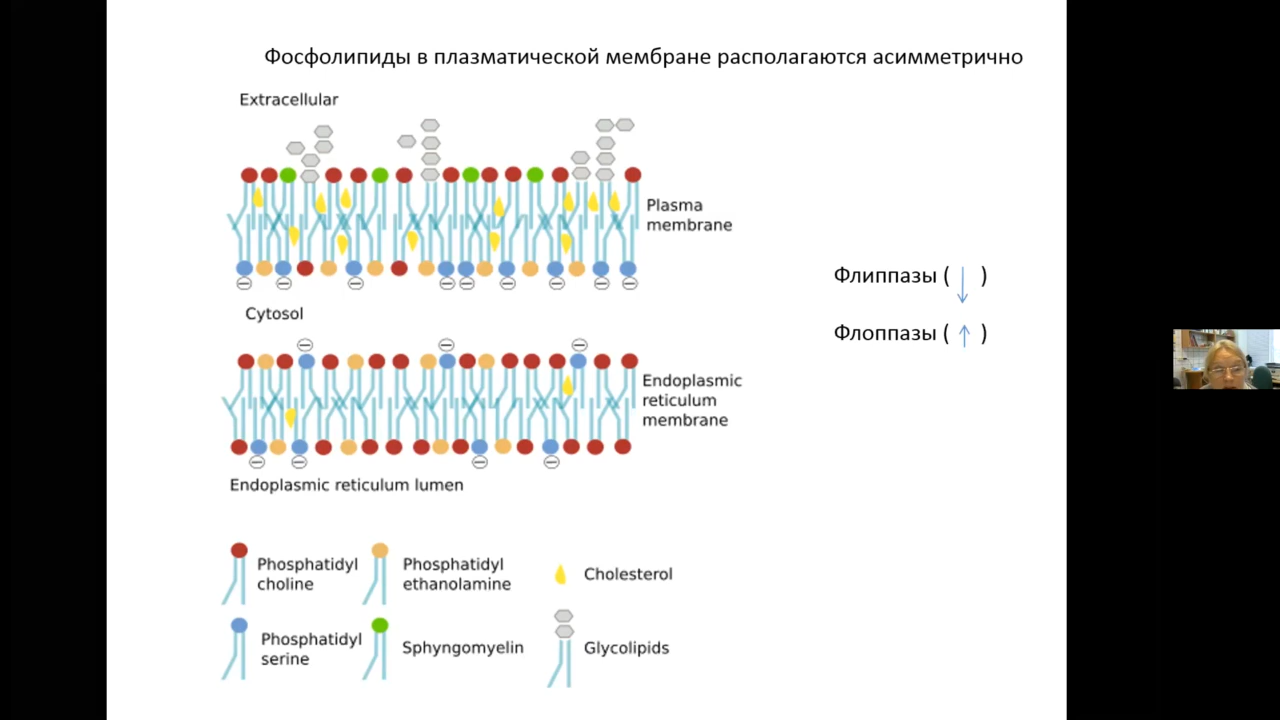 Фосфолипиды в плазматической мембране располагаются асимметрично
Extracellular
Plasma
membrane
Флиппазы ( ↓ )
Флоппазы ( ↑ )
Cytosol
Endoplasmic
reticulum
membrane
Endoplasmic reticulum lumen
Phosphatidyl
choline
Phosphatidyl
ethanolamine
Cholesterol
Phosphatidyl
serine
Sphyngomyelin
Glycolipids